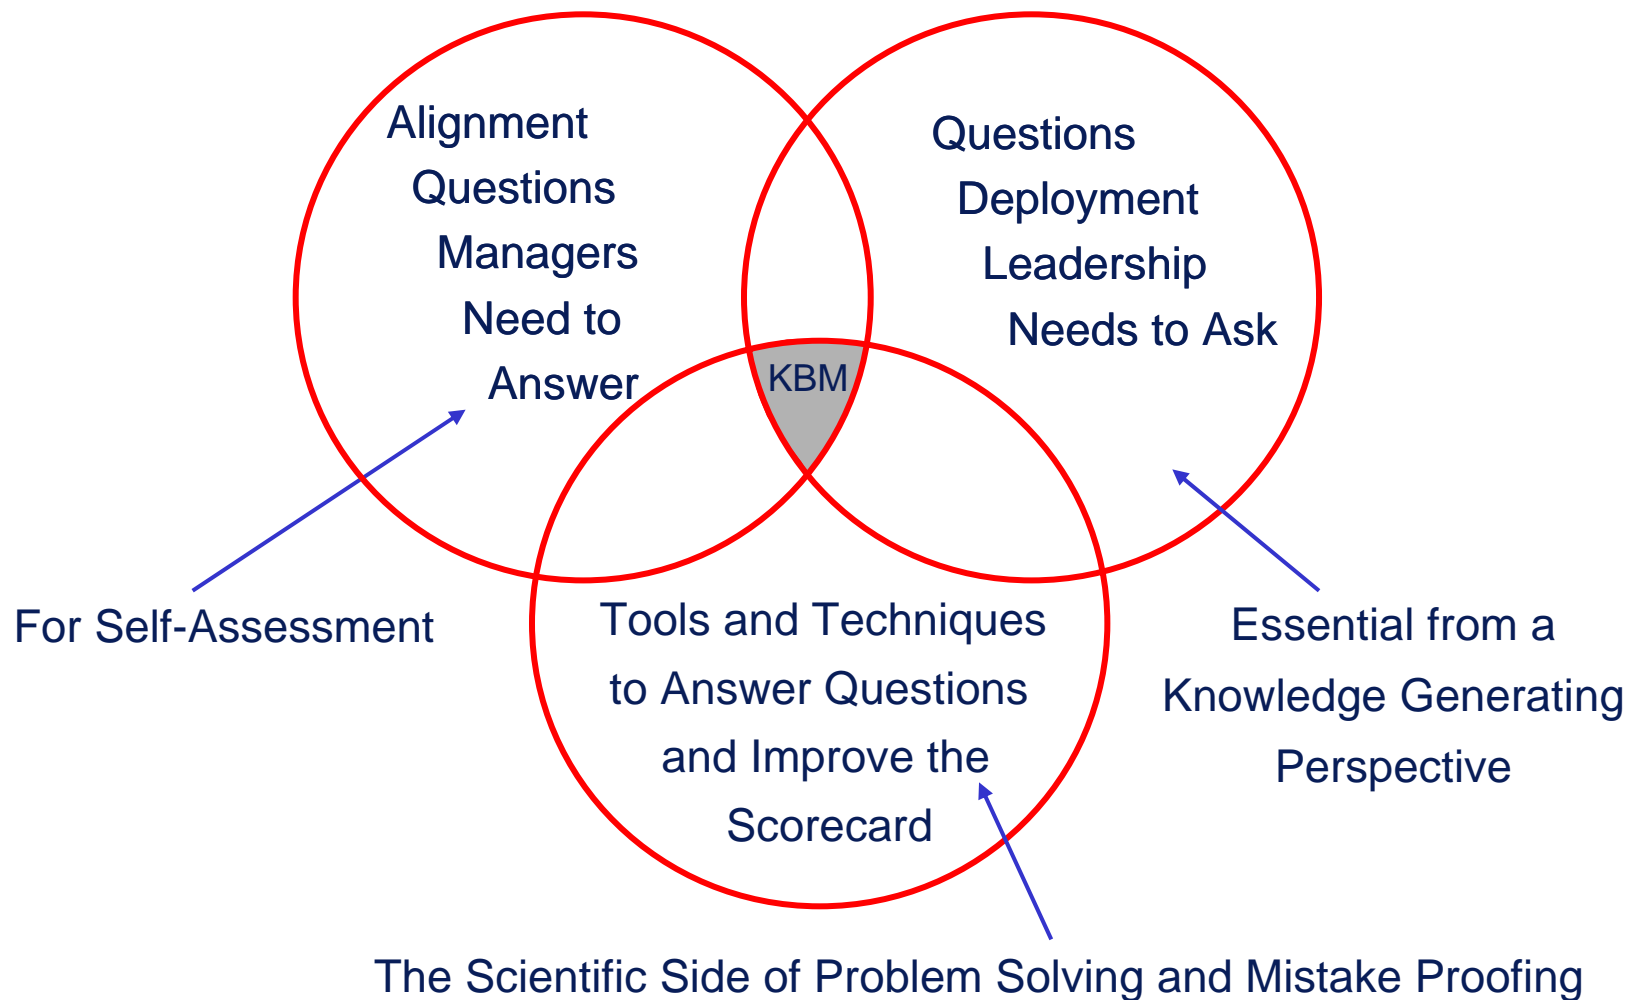 Alignment
Questions
Managers
Need to
Answer
Questions
Deployment
Leadership
Needs to Ask
KBM
For Self-Assessment
Tools and Techniques
to Answer Questions
and Improve the
Scorecard
Essential from a
Knowledge Generating
Perspective
The Scientific Side of Problem Solving and Mistake Proofing